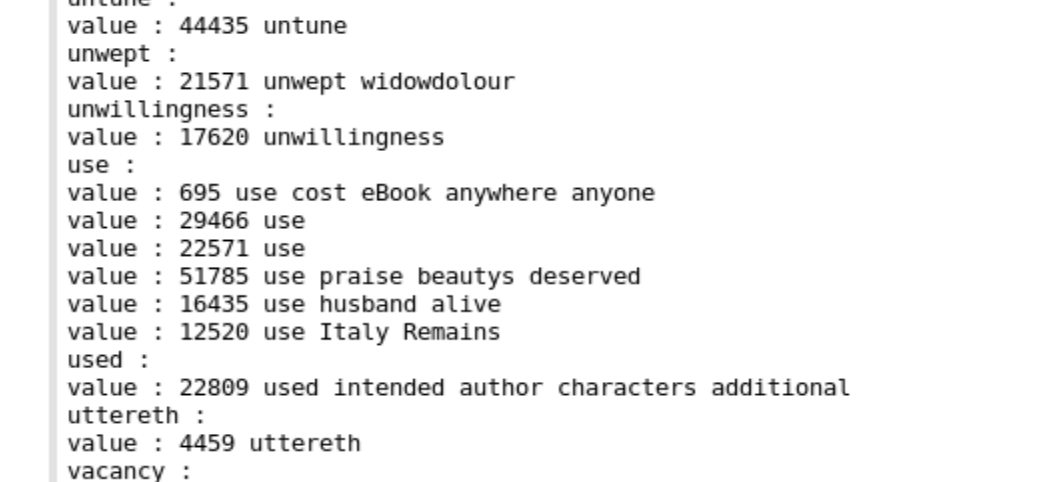 untune :
value : 44435 untune
unwept :
value : 21571 unwept widowdolour
unwillingness :
value : 17620 unwillingness
use :
value : 695 use cost eBook anywhere anyone
value : 29466 use
value : 22571 use
value : 51785 use praise beautys deserved
value : 16435 use husband alive
value : 12520 use Italy Remains
used :
value : 22809 used intended author characters additional
uttereth :
value : 4459 uttereth
vacancy :